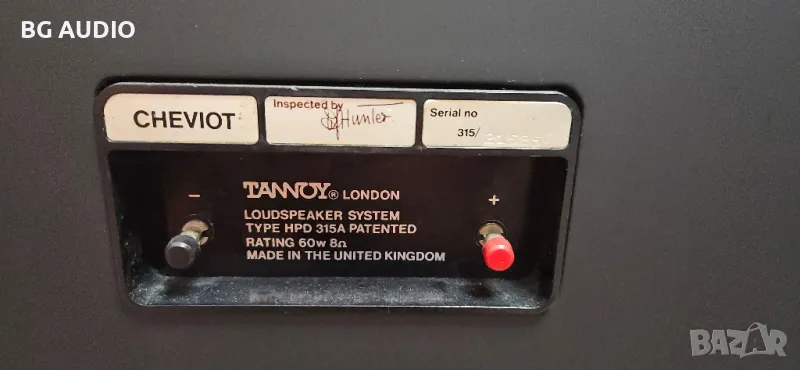 BG AUDIO
CHEVIOT
Inspected by
Hunter
Serial no
315/
-
+
TANNOY® LONDON
LOUDSPEAKER SYSTEM
TYPE HPD 315A PATENTED
RATING 60w 8Ω
MADE IN THE UNITED KINGDOM
BAZAR